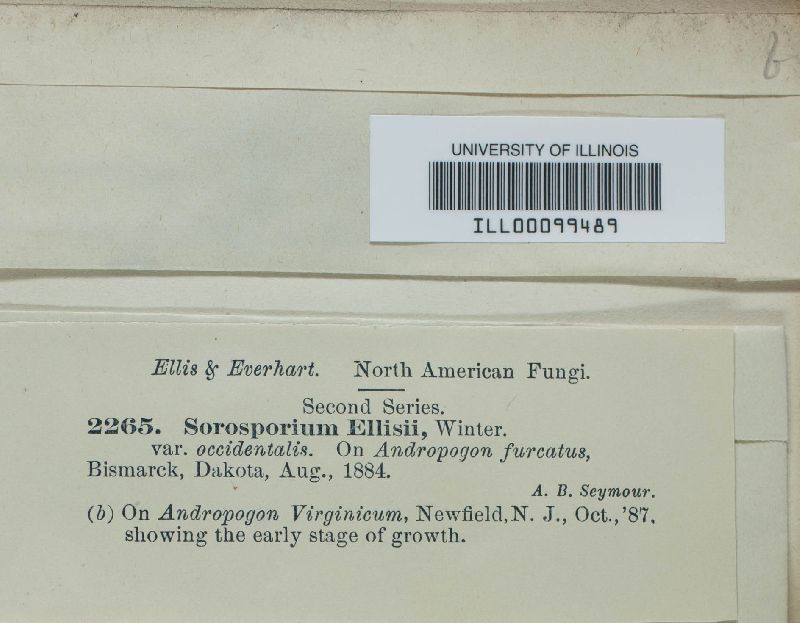 b
UNIVERSITY OF ILLINOIS
ILL00099489
Ellis & Everhart. North American Fungi.
Second Series.
2265. Sorosporium Ellisii, Winter.
var. occidentalis. On Andropogon furcatus,
Bismarck, Dakota, Aug., 1884.
A. B. Seymour.
(b) On Andropogon Virginicum, Newfield, N. J., Oct., '87,
showing the early stage of growth.